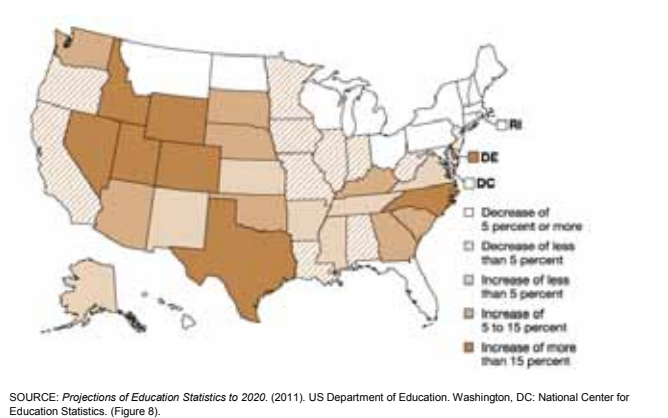 RI
DE
DC
Decrease of
5 percent or more
Decrease of less
than 5 percent
Increase of less
than 5 percent
Increase of
5 to 15 percent
Increase of more
than 15 percent
SOURCE: Projections of Education Statistics to 2020. (2011). US Department of Education. Washington, DC: National Center for
Education Statistics. (Figure 8).